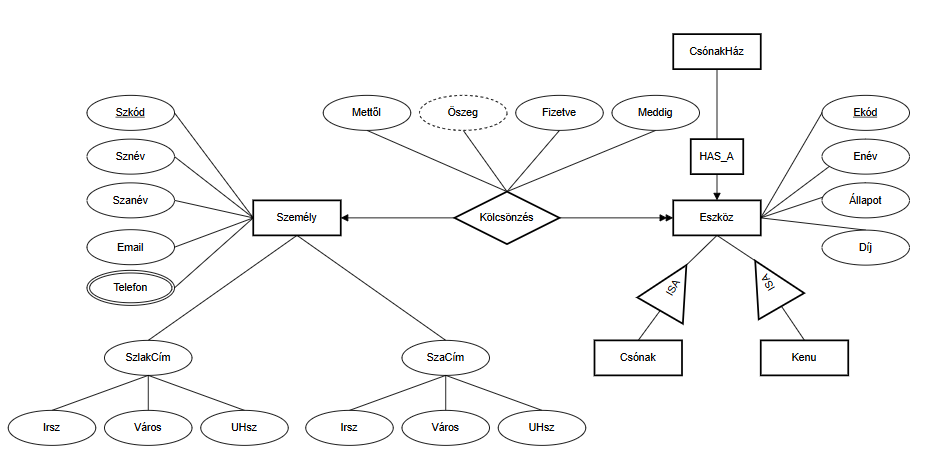 CsónakHáz
Szkód
Mettől
Öszeg
Fizetve
Meddig
Ekód
Sznév
HAS_A
Enév
Szanév
Állapot
Személy
Kölcsönzés
Eszköz
Email
Díj
Telefon
ISA
ISA
SzlakCím
SzaCím
Csónak
Kenu
Irsz
Város
UHsz
Irsz
Város
UHsz